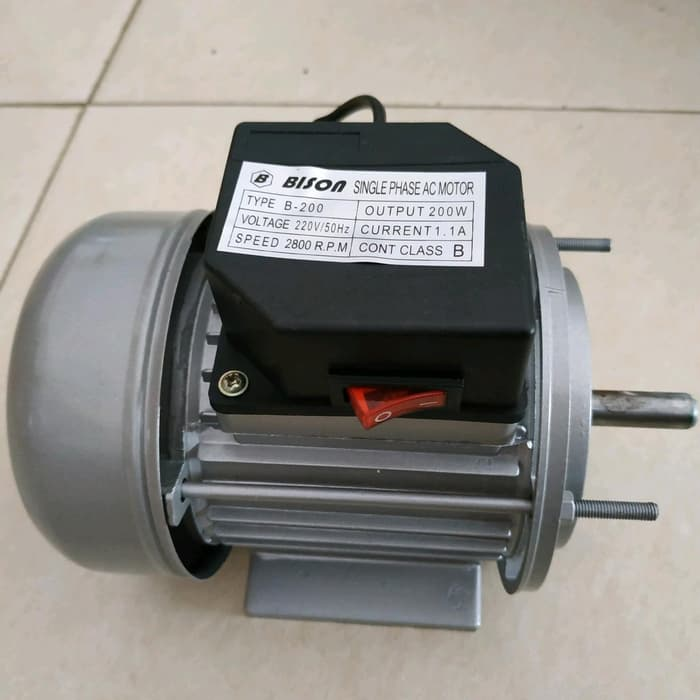 B BISON SINGLE PHASE AC MOTOR
TYPE B-200 OUTPUT 200W
VOLTAGE 220V/50Hz CURRENT 1.1A
SPEED 2800 R.P.M CONT CLASS B